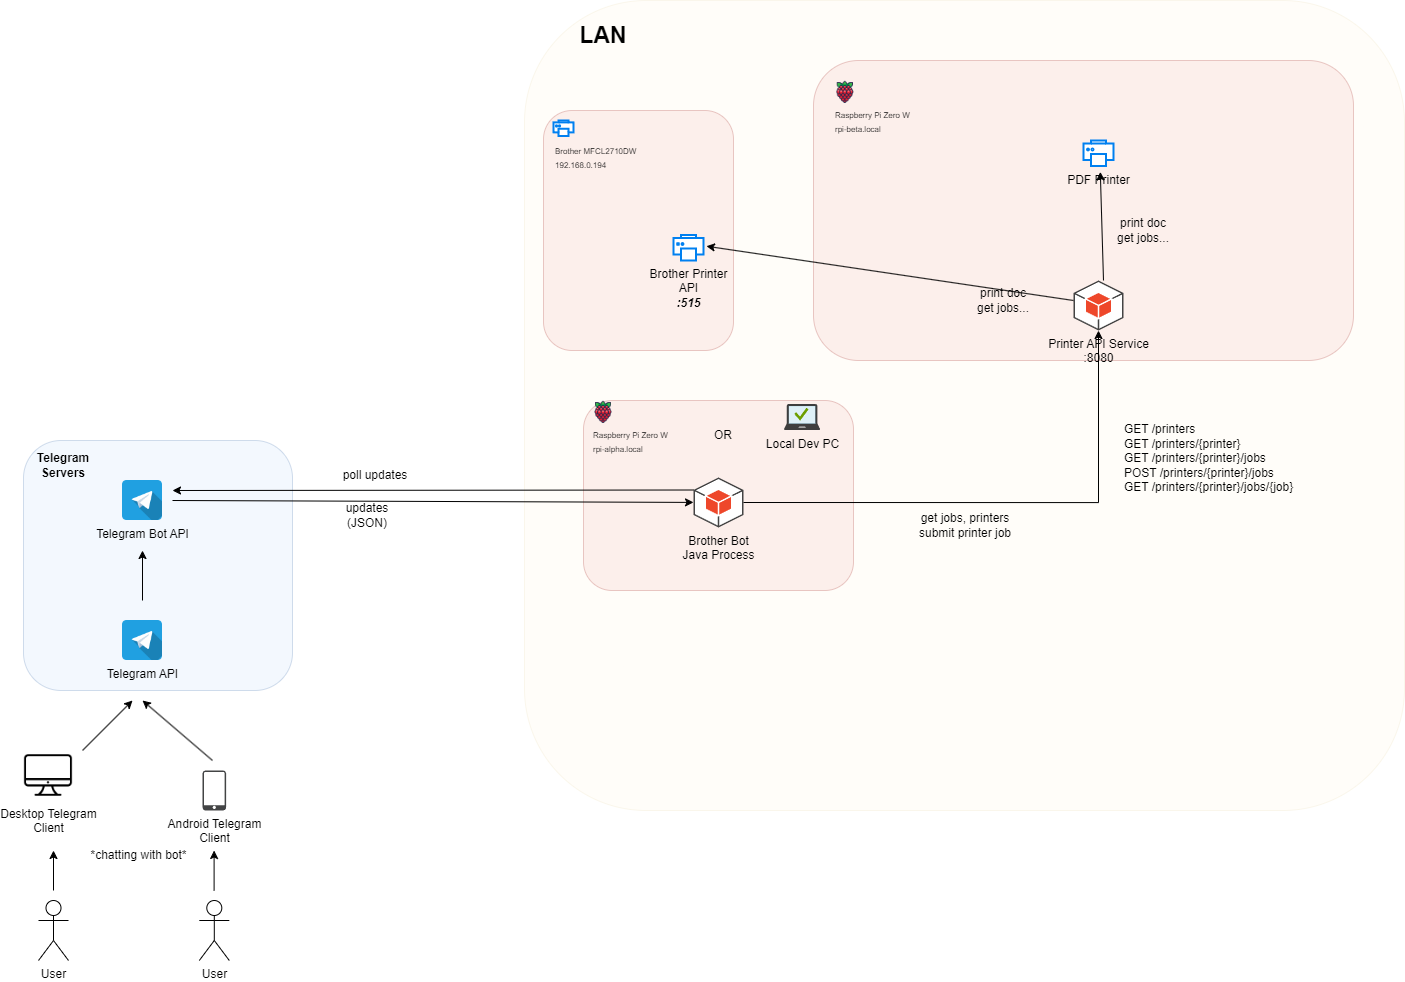 LAN
Raspberry Pi Zero W
rpi-beta.local
Brother MFCL2710DW
192.168.0.194
PDF Printer
print doc
get jobs...
Brother Printer
API
:515
print doc
get jobs...
Printer API Service
:8080
Raspberry Pi Zero W
rpi-alpha.local
OR
Local Dev PC
GET /printers
GET /printers/{printer}
GET /printers/{printer}/jobs
POST /printers/{printer}/jobs
GET /printers/{printer}/jobs/{job}
Telegram
Servers
poll updates
updates
(JSON)
Telegram Bot API
Brother Bot
Java Process
get jobs, printers
submit printer job
Telegram API
Desktop Telegram
Client
Android Telegram
Client
*chatting with bot*
User
User